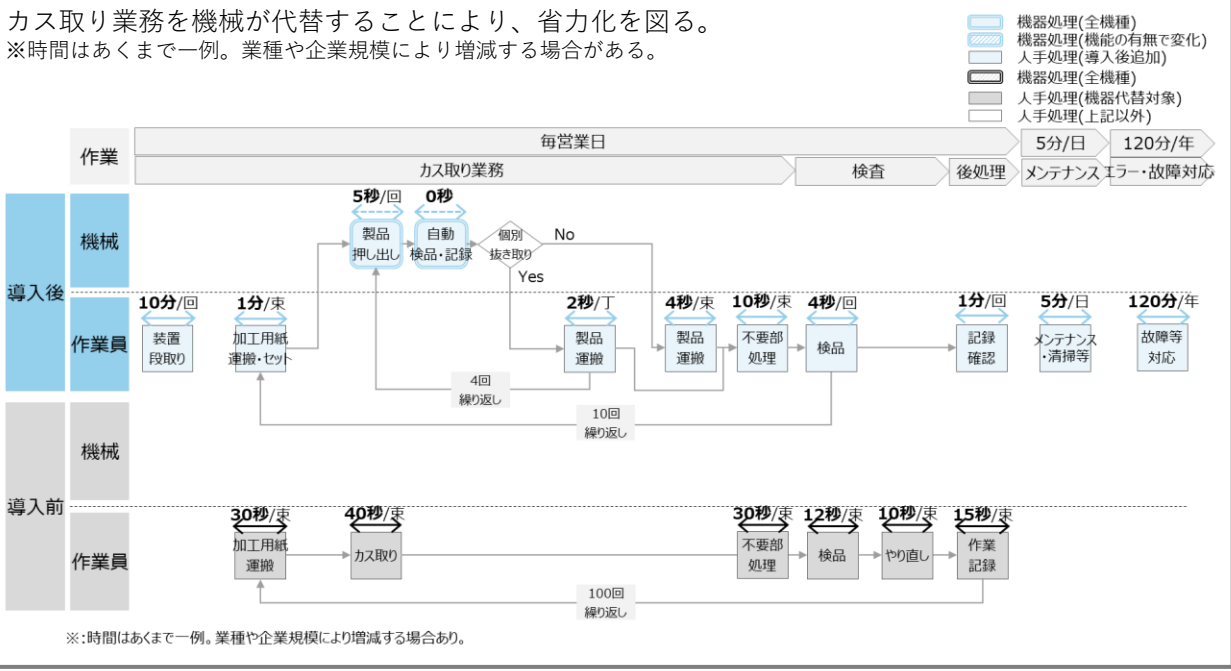 カス取り業務を機械が代替することにより、省力化を図る。
※時間はあくまで一例。業種や企業規模により増減する場合がある。
機器処理(全機種)
機器処理(機能の有無で変化)
人手処理(導入後追加)
機器処理(全機種)
人手処理(機器代替対象)
人手処理(上記以外)
作業
毎営業日
5分/日
120分/年
カス取り業務
検査
後処理
メンテナンス
エラー・故障対応
導入後
機械
5秒/回
0秒
製品
押し出し
自動
検品・記録
個別
抜き取り
No
Yes
作業員
10分/回
1分/束
2秒/丁
4秒/束
10秒/束
4秒/回
1分/回
5分/日
120分/年
装置
段取り
加工用紙
運搬・セット
製品
運搬
製品
運搬
不要部
処理
検品
記録
確認
メンテナンス
・清掃等
故障等
対応
4回
繰り返し
10回
繰り返し
導入前
機械
作業員
30秒/束
40秒/束
30秒/束
12秒/束
10秒/束
15秒/束
加工用紙
運搬
カス取り
不要部
処理
検品
やり直し
作業
記録
100回
繰り返し
※:時間はあくまで一例。業種や企業規模により増減する場合あり。